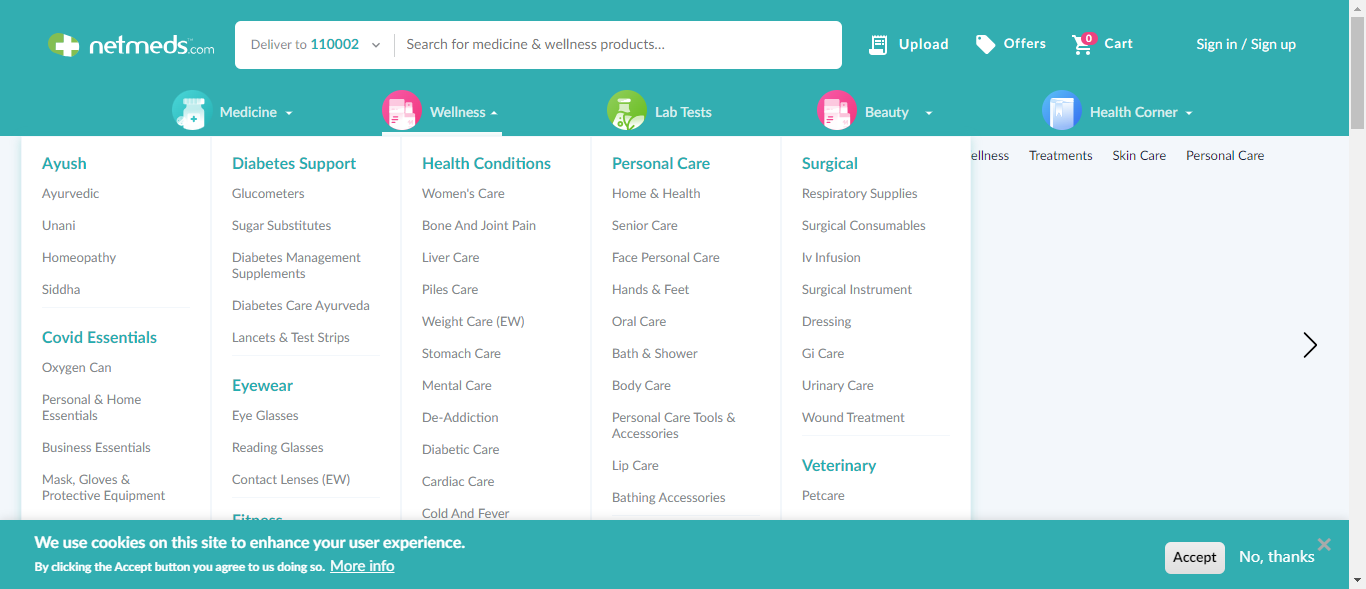 netmeds.com
Deliver to 110002
Search for medicine & wellness products...
Upload
Offers
0
Cart
Sign in / Sign up
Medicine
Wellness
Lab Tests
Beauty
Health Corner
ellness
Treatments
Skin Care
Personal Care
Ayush
Ayurvedic
Unani
Homeopathy
Siddha
Covid Essentials
Oxygen Can
Personal & Home
Essentials
Business Essentials
Mask, Gloves &
Protective Equipment
Diabetes Support
Glucometers
Sugar Substitutes
Diabetes Management
Supplements
Diabetes Care Ayurveda
Lancets & Test Strips
Eyewear
Eye Glasses
Reading Glasses
Contact Lenses (EW)
Fitness
Health Conditions
Women's Care
Bone And Joint Pain
Liver Care
Piles Care
Weight Care (EW)
Stomach Care
Mental Care
De-Addiction
Diabetic Care
Cardiac Care
Cold And Fever
Personal Care
Home & Health
Senior Care
Face Personal Care
Hands & Feet
Oral Care
Bath & Shower
Body Care
Personal Care Tools &
Accessories
Lip Care
Bathing Accessories
Surgical
Respiratory Supplies
Surgical Consumables
Iv Infusion
Surgical Instrument
Dressing
Gi Care
Urinary Care
Wound Treatment
Veterinary
Petcare
We use cookies on this site to enhance your user experience.
By clicking the Accept button you agree to us doing so. More info
Accept
No, thanks